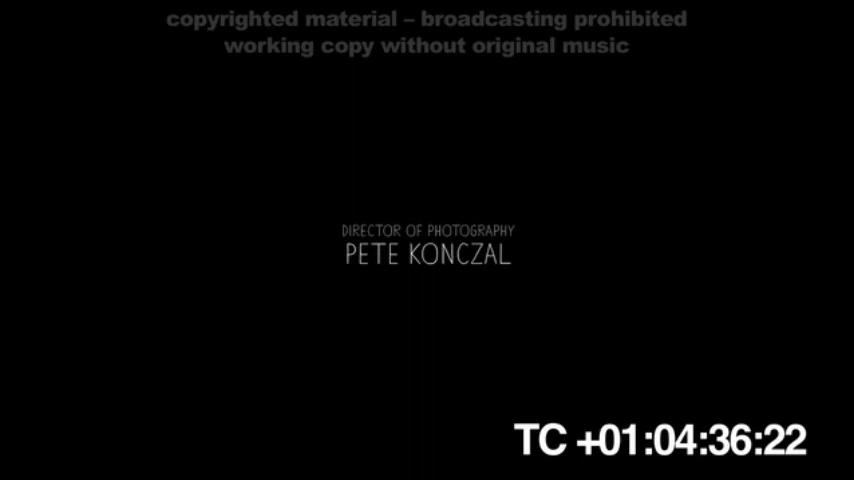 copyrighted material – broadcasting prohibited
working copy without original music
DIRECTOR OF PHOTOGRAPHY
PETE KONCZAL
TC +01:04:36:22